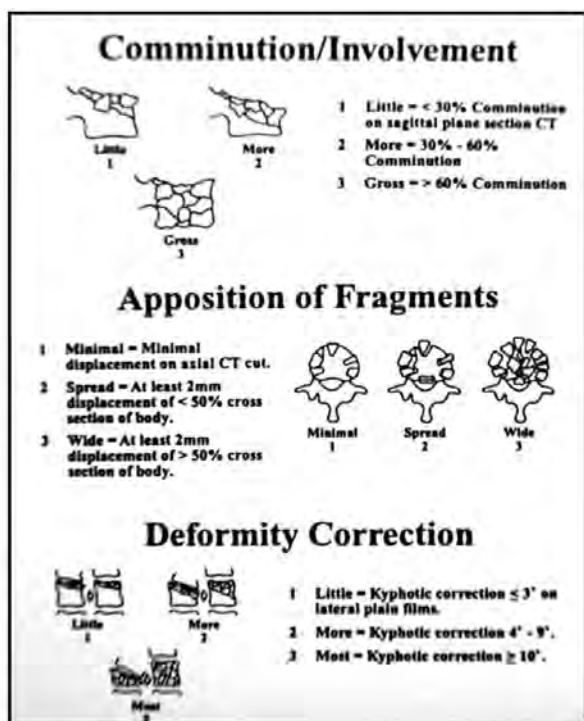 Comminution/Involvement
Little
1
More
2
Gross
3
1 Little = < 30% Comminution
on sagittal plane section CT
2 More = 30% - 60%
Comminution
3 Gross = > 60% Comminution
Apposition of Fragments
1 Minimal = Minimal
displacement on axial CT cut.
2 Spread = At least 2mm
displacement of < 50% cross
section of body.
3 Wide = At least 2mm
displacement of > 50% cross
section of body.
Minimal
1
Spread
2
Wide
3
Deformity Correction
Little
1
More
2
Most
3
1 Little = Kyphotic correction ≤ 3° on
lateral plain films.
2 More = Kyphotic correction 4° - 9°.
3 Most = Kyphotic correction ≥ 10°.